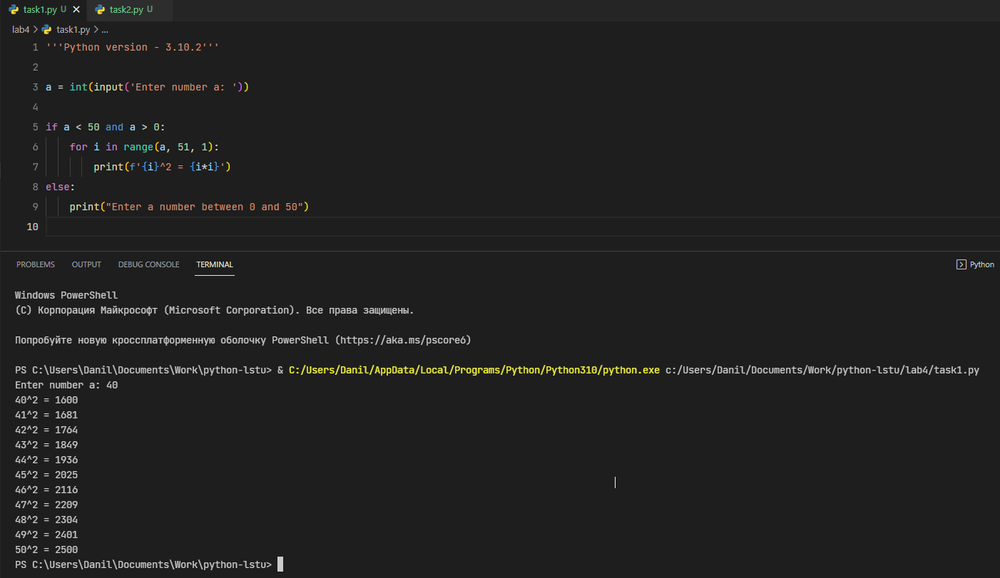 task1.py U × task2.py U
lab4 > task1.py > ...
1 '''Python version - 3.10.2'''
2
3 a = int(input('Enter number a: '))
4
5 if a < 50 and a > 0:
6     for i in range(a, 51, 1):
7         print(f'{i}^2 = {i*i}')
8 else:
9     print("Enter a number between 0 and 50")
10
PROBLEMS OUTPUT DEBUG CONSOLE TERMINAL Python
Windows PowerShell
(C) Корпорация Майкрософт (Microsoft Corporation). Все права защищены.
Попробуйте новую кроссплатформенную оболочку PowerShell (https://aka.ms/pscore6)
PS C:\Users\Danil\Documents\Work\python-lstu> & C:/Users/Danil/AppData/Local/Programs/Python/Python310/python.exe c:/Users/Danil/Documents/Work/python-lstu/lab4/task1.py
Enter number a: 40
40^2 = 1600
41^2 = 1681
42^2 = 1764
43^2 = 1849
44^2 = 1936
45^2 = 2025
46^2 = 2116
47^2 = 2209
48^2 = 2304
49^2 = 2401
50^2 = 2500
PS C:\Users\Danil\Documents\Work\python-lstu>